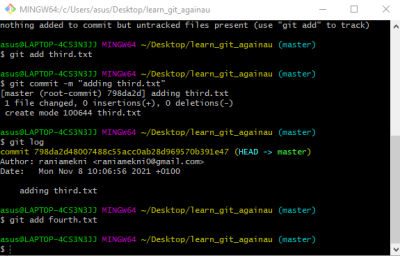 MINGW64:/c/Users/asus/Desktop/learn_git_againau
nothing added to commit but untracked files present (use "git add" to track)
asus@LAPTOP-4CS3N3JJ MINGW64 ~/Desktop/learn_git_againau (master)
$ git add third.txt
asus@LAPTOP-4CS3N3JJ MINGW64 ~/Desktop/learn_git_againau (master)
$ git commit -m "adding third.txt"
[master (root-commit) 798da2d] adding third.txt
1 file changed, 0 insertions(+), 0 deletions(-)
create mode 100644 third.txt
asus@LAPTOP-4CS3N3JJ MINGW64 ~/Desktop/learn_git_againau (master)
$ git log
commit 798da2d48007488c55acc0ab28d969570b391e47 (HEAD -> master)
Author: raniamekni <raniamekni0@gmail.com>
Date: Mon Nov 8 10:06:56 2021 +0100
adding third.txt
asus@LAPTOP-4CS3N3JJ MINGW64 ~/Desktop/learn_git_againau (master)
$ git add fourth.txt
asus@LAPTOP-4CS3N3JJ MINGW64 ~/Desktop/learn_git_againau (master)
$